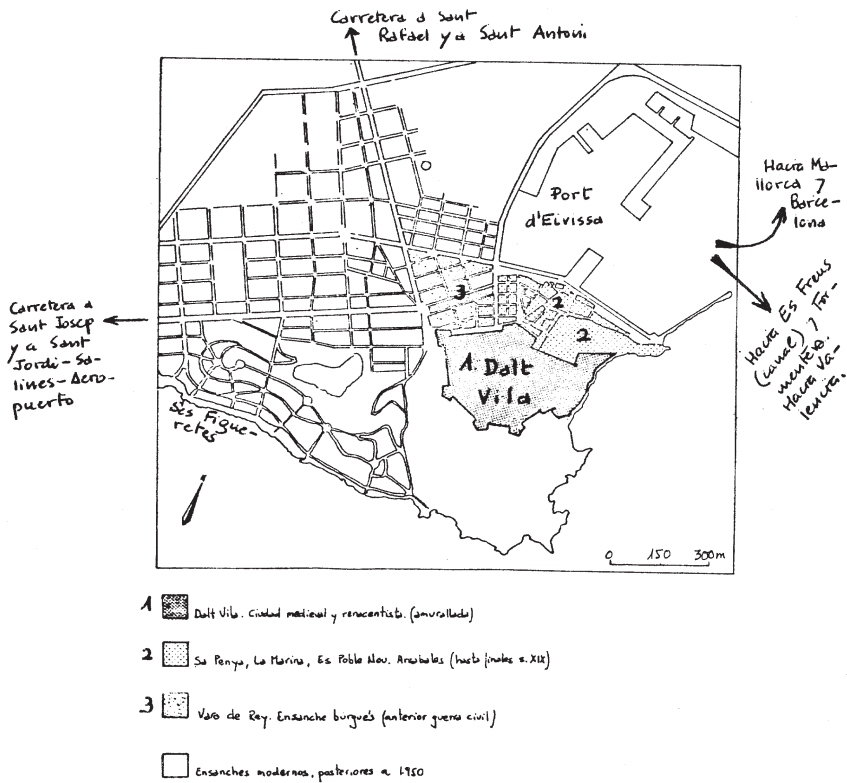 Carretera a Sant
Rafael y a Sant Antoni
Port
d'Eivissa
Hacia Ma-
llorca y
Barce-
lona
Hacia Es Freus
(canal) y For-
mentera.
Hacia Va-
lencia.
Carretera a
Sant Josep
y a Sant
Jordi-Sa-
lines-Aero-
puerto
3
2
2
1. Dalt
Vila
Ses Figue-
retes
0 150 300m
1 Dalt Vila. Ciudad medieval y renacentista. (amurallada)
2 Sa Penya, La Marina, Es Poble Nou. Arrabales (hasta finales s. XIX)
3 Vara de Rey. Ensanche burgués (anterior guerra civil)
Ensanches modernos, posteriores a 1950